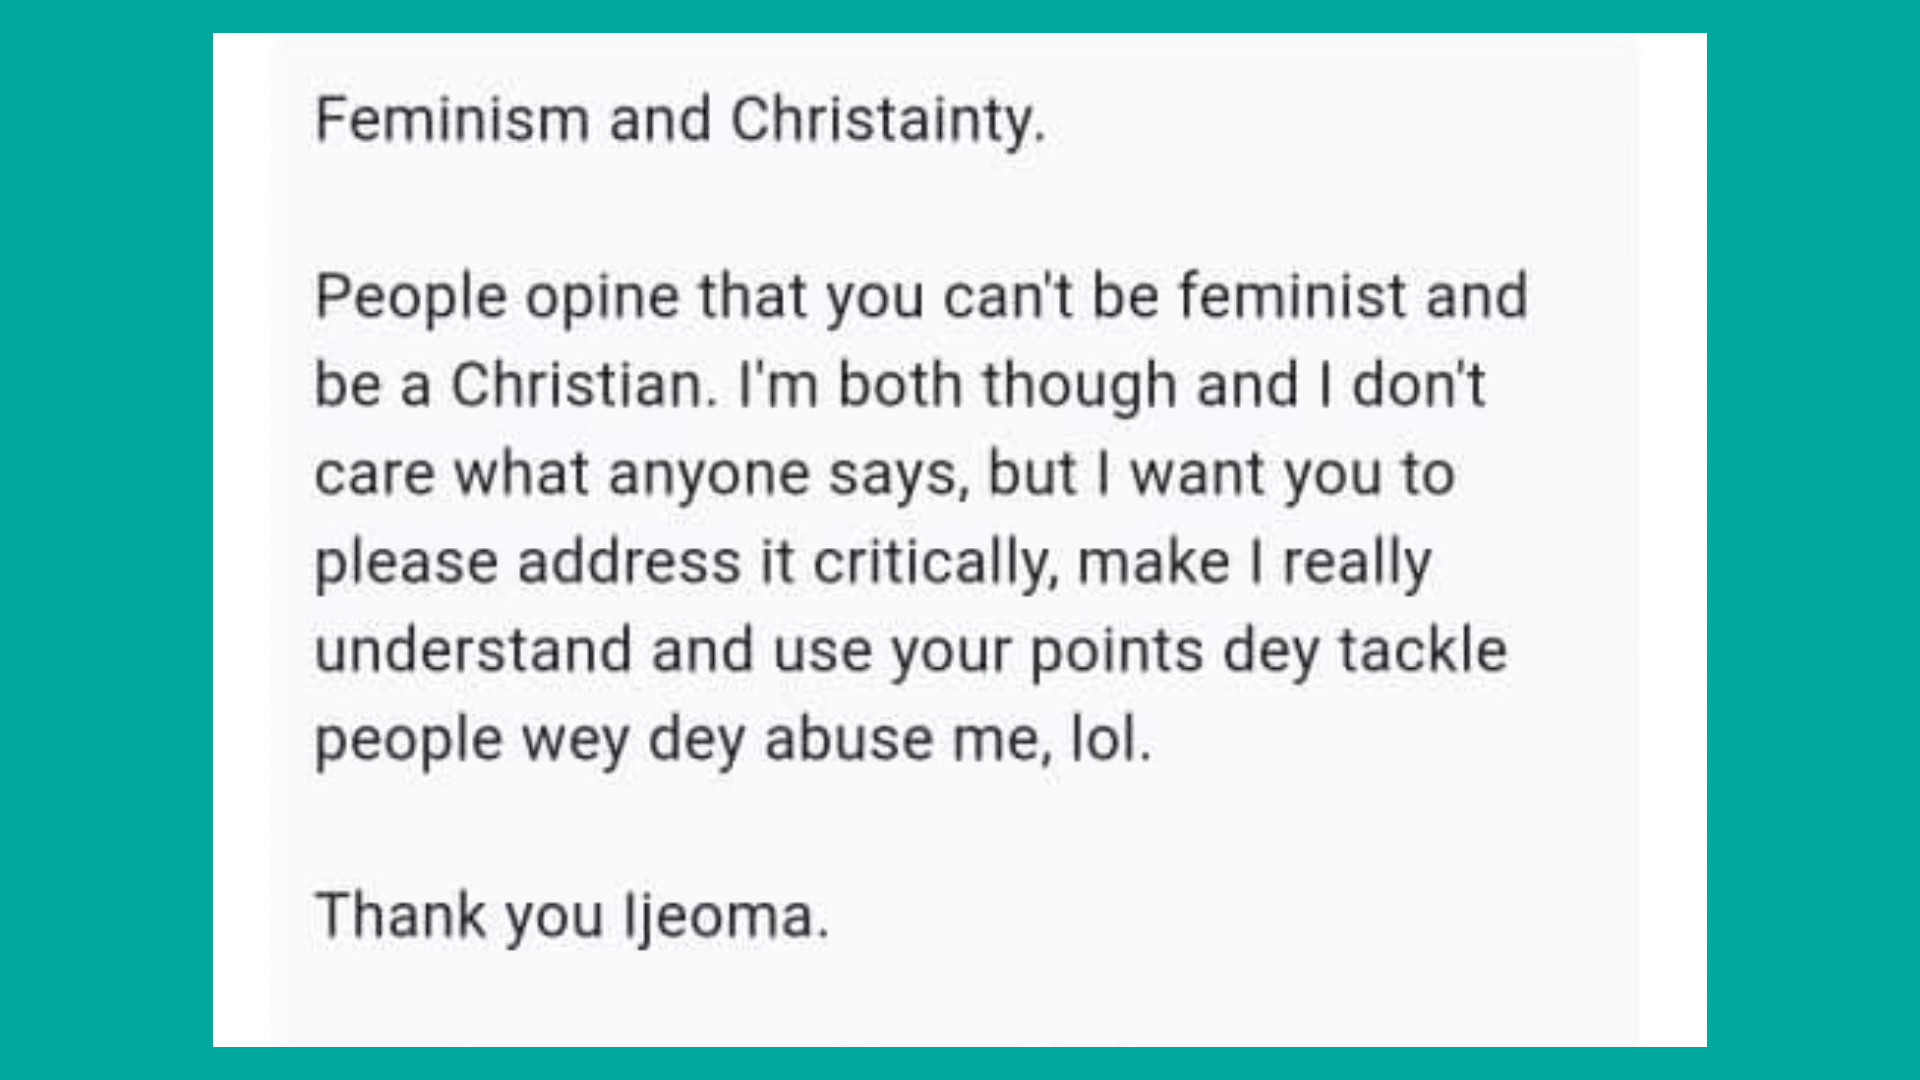 Feminism and Christainty.
People opine that you can't be feminist and
be a Christian. I'm both though and I don't
care what anyone says, but I want you to
please address it critically, make I really
understand and use your points dey tackle
people wey dey abuse me, lol.
Thank you Ijeoma.